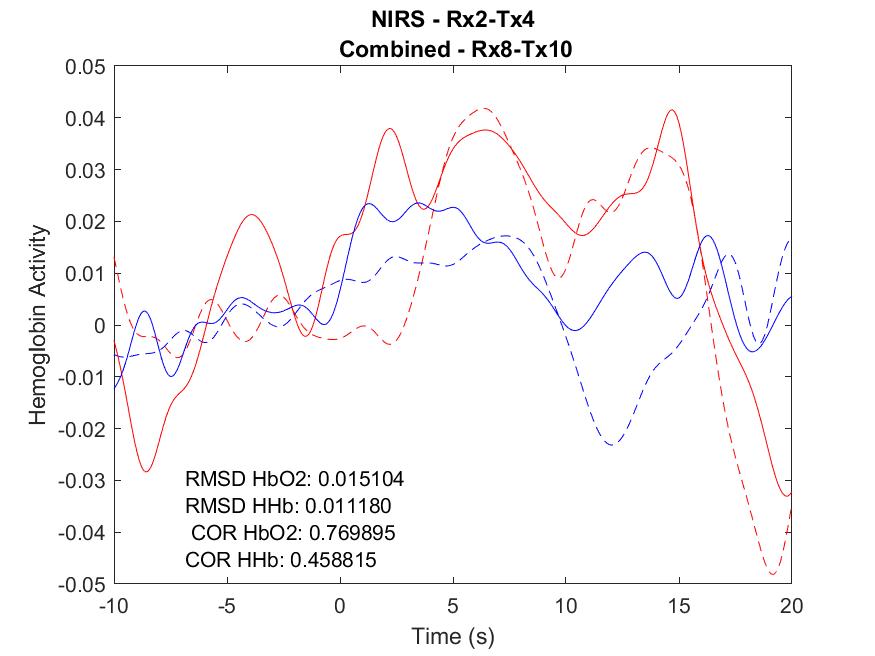 NIRS - Rx2-Tx4
Combined - Rx8-Tx10
0.05
0.04
0.03
0.02
0.01
0
-0.01
-0.02
-0.03
-0.04
-0.05
Hemoglobin Activity
RMSD HbO2: 0.015104
RMSD HHb: 0.011180
COR HbO2: 0.769895
COR HHb: 0.458815
-10 -5 0 5 10 15 20
Time (s)